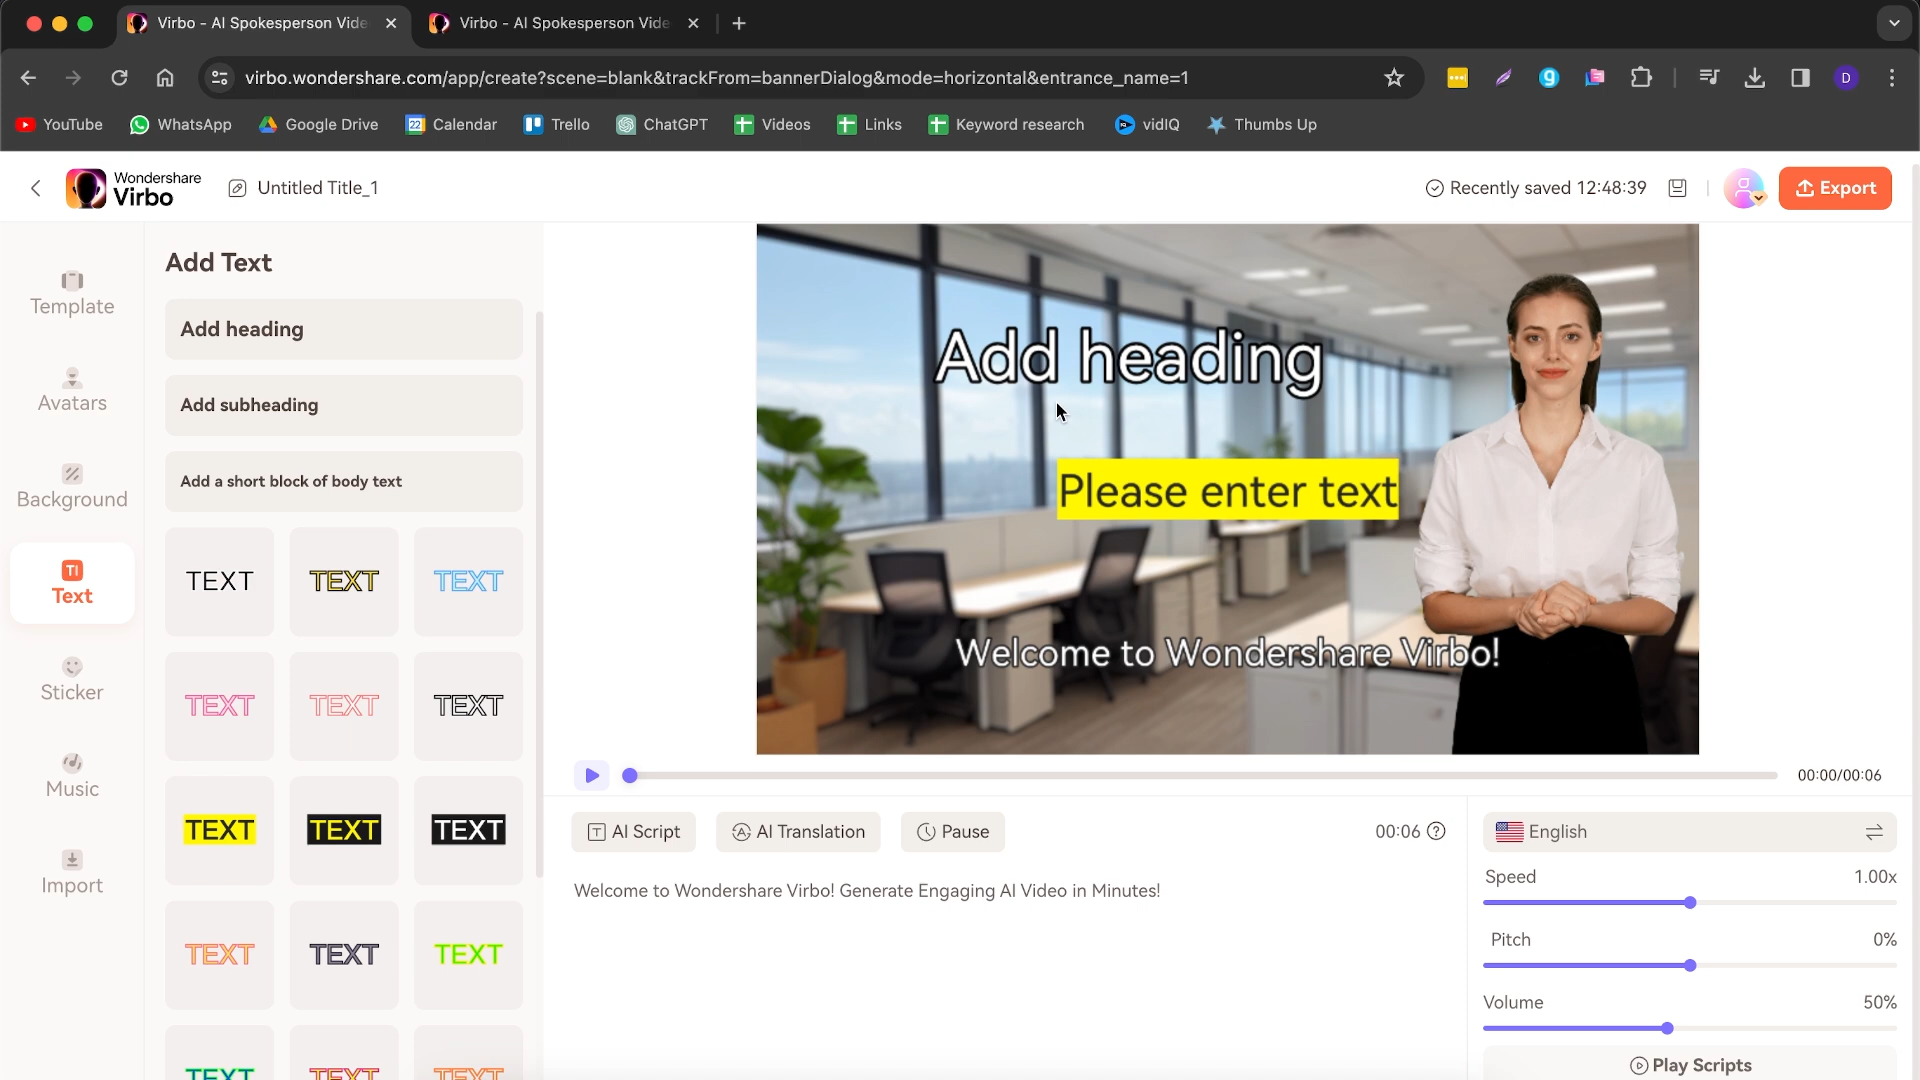 Virbo - AI Spokesperson Vide
Virbo - AI Spokesperson Vide
virbo.wondershare.com/app/create?scene=blank&trackFrom=bannerDialog&mode=horizontal&entrance_name=1
D
YouTube
WhatsApp
Google Drive
22
Calendar
Trello
ChatGPT
Videos
Links
Keyword research
vidIQ
Thumbs Up
Wondershare
Virbo
Untitled Title_1
Recently saved 12:48:39
Export
Template
Avatars
Background
Text
Sticker
Music
Import
Add Text
Add heading
Add subheading
Add a short block of body text
TEXT TEXT TEXT
TEXT TEXT TEXT
TEXT TEXT TEXT
TEXT TEXT TEXT
TEXT TEXT TEXT
Add heading
Please enter text
Welcome to Wondershare Virbo!
00:00/00:06
AI Script
AI Translation
Pause
00:06
Welcome to Wondershare Virbo! Generate Engaging AI Video in Minutes!
English
Speed 1.00x
Pitch 0%
Volume 50%
Play Scripts